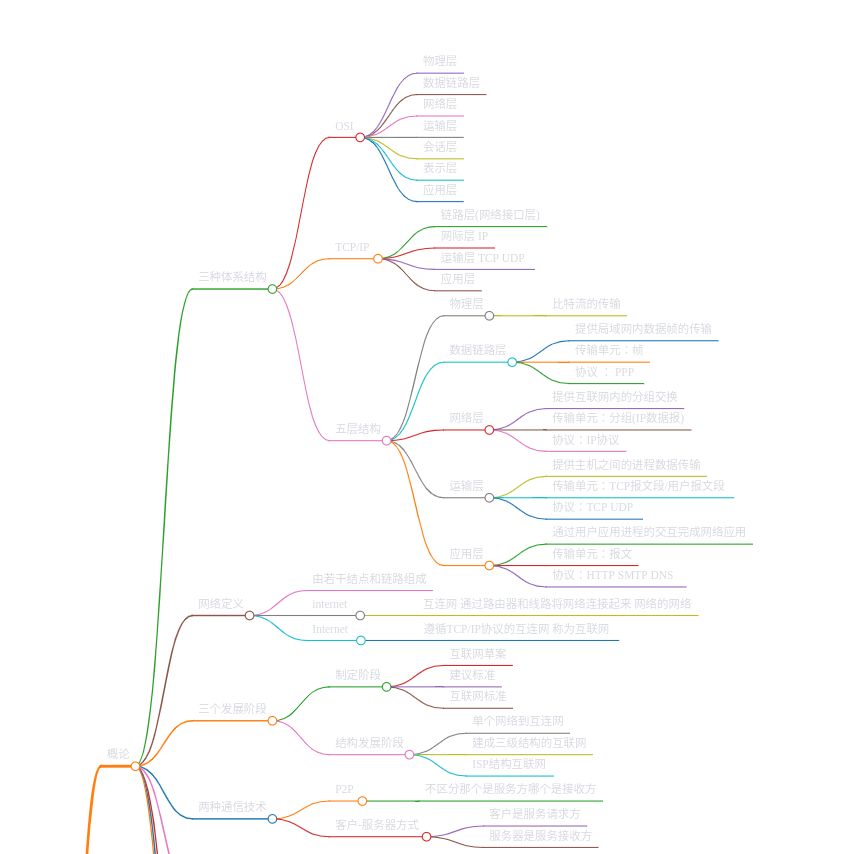 物理层
数据链路层
网络层
OSI
运输层
会话层
表示层
应用层
链路层(网络接口层)
网际层 IP
TCP/IP
运输层 TCP UDP
应用层
三种体系结构
物理层
比特流的传输
提供局域网内数据帧的传输
数据链路层
传输单元：帧
协议 ： PPP
提供互联网内的分组交换
网络层
传输单元：分组(IP数据报)
协议：IP协议
五层结构
提供主机之间的进程数据传输
运输层
传输单元：TCP报文段/用户报文段
协议：TCP UDP
通过用户应用进程的交互完成网络应用
应用层
传输单元：报文
协议：HTTP SMTP DNS
由若干结点和链路组成
网络定义
internet
互连网 通过路由器和线路将网络连接起来 网络的网络
Internet
遵循TCP/IP协议的互连网 称为互联网
互联网草案
制定阶段
建议标准
互联网标准
三个发展阶段
单个网络到互连网
结构发展阶段
建成三级结构的互联网
ISP结构互联网
概论
P2P
不区分那个是服务方哪个是接收方
两种通信技术
客户是服务请求方
客户-服务器方式
服务器是服务接收方